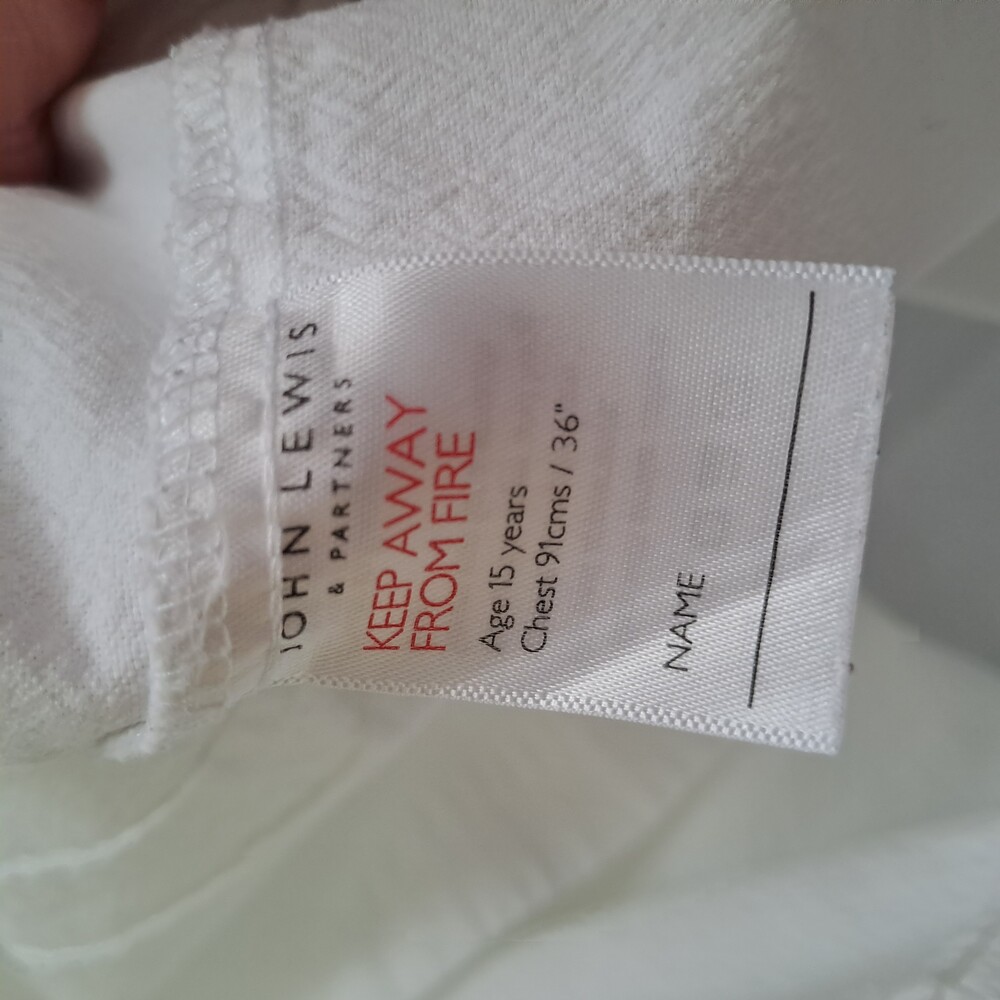 JOHN LEWIS
& PARTNERS
KEEP AWAY
FROM FIRE
Age 15 years
Chest 91cms / 36"
NAME